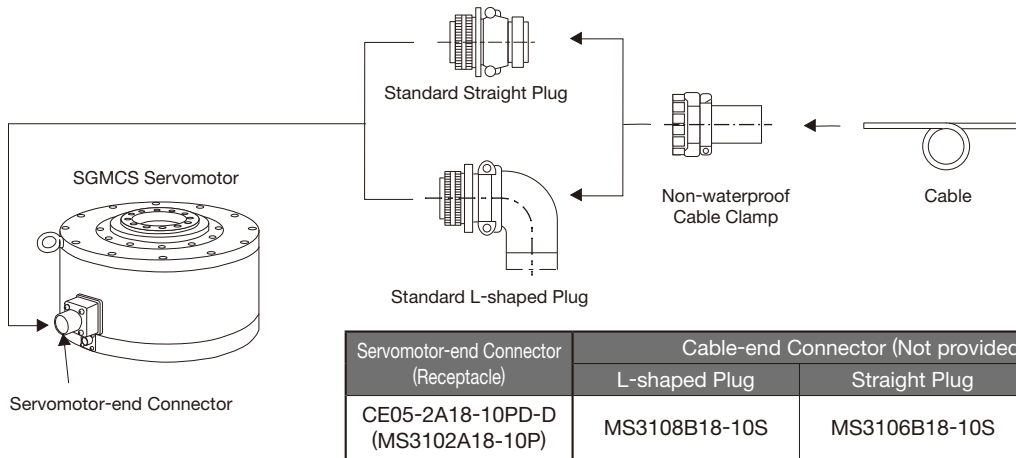 Standard Straight Plug
SGMCS Servomotor
Non-waterproof
Cable Clamp
Cable
Standard L-shaped Plug
Servomotor-end Connector
Servomotor-end Connector
(Receptacle)
Cable-end Connector (Not provided
L-shaped Plug
Straight Plug
CE05-2A18-10PD-D
(MS3102A18-10P)
MS3108B18-10S
MS3106B18-10S